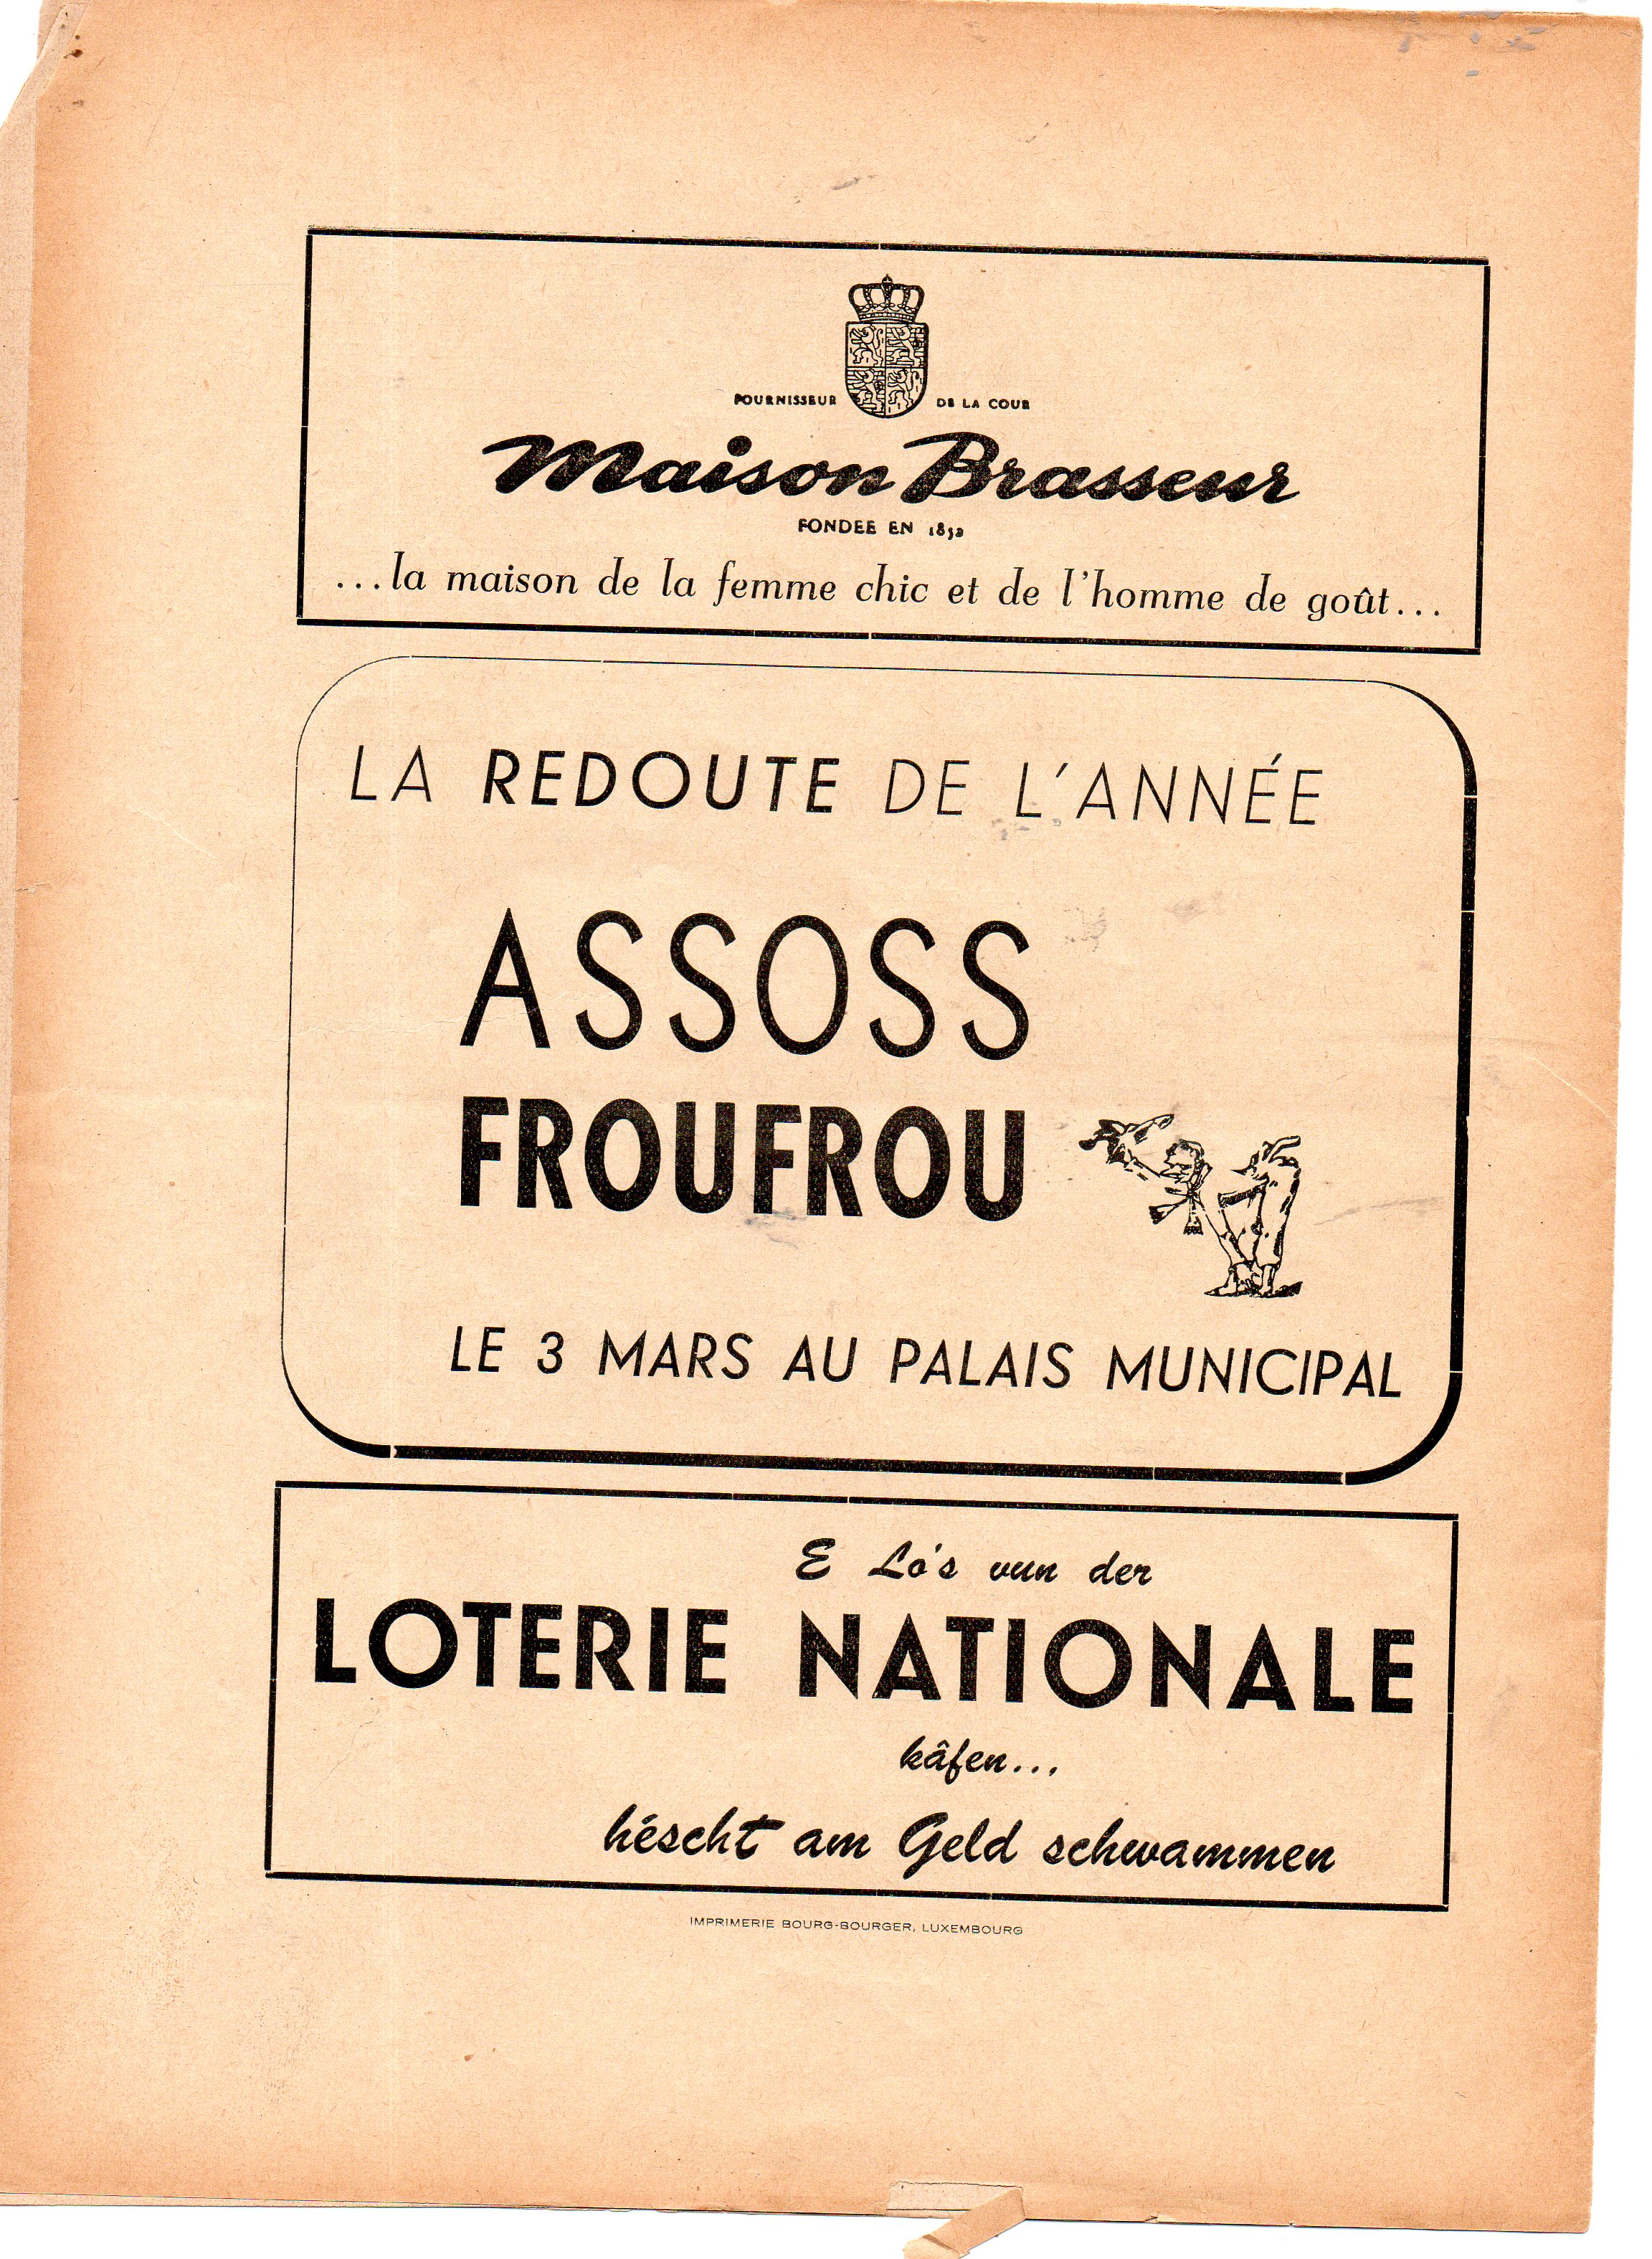 FOURNISSEUR DE LA COUR
Maison Brasseur
FONDEE EN 1852
...la maison de la femme chic et de l'homme de goût...
LA REDOUTE DE L'ANNÉE
ASSOSS
FROUFROU
LE 3 MARS AU PALAIS MUNICIPAL
E Lo's vun der
LOTERIE NATIONALE
kâfen...
héscht am Geld schwammen
IMPRIMERIE BOURG-BOURGER, LUXEMBOURG